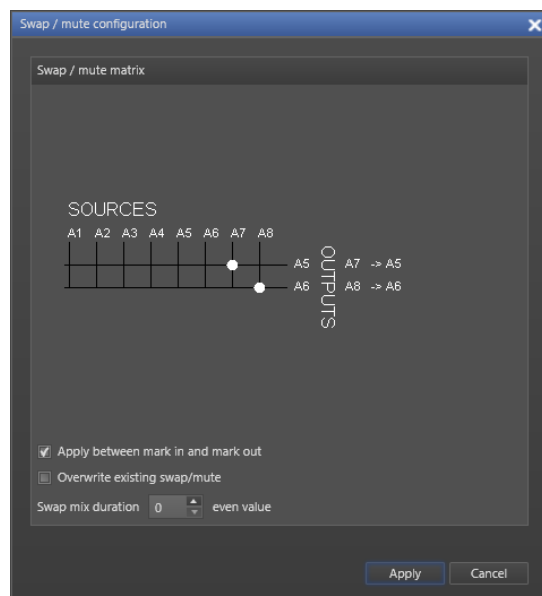 Swap / mute configuration
Swap / mute matrix
SOURCES
A1 A2 A3 A4 A5 A6 A7 A8
A5 A7 -> A5
A6 A8 -> A6
OUTPUTS
Apply between mark in and mark out
Overwrite existing swap/mute
Swap mix duration 0 even value
Apply Cancel